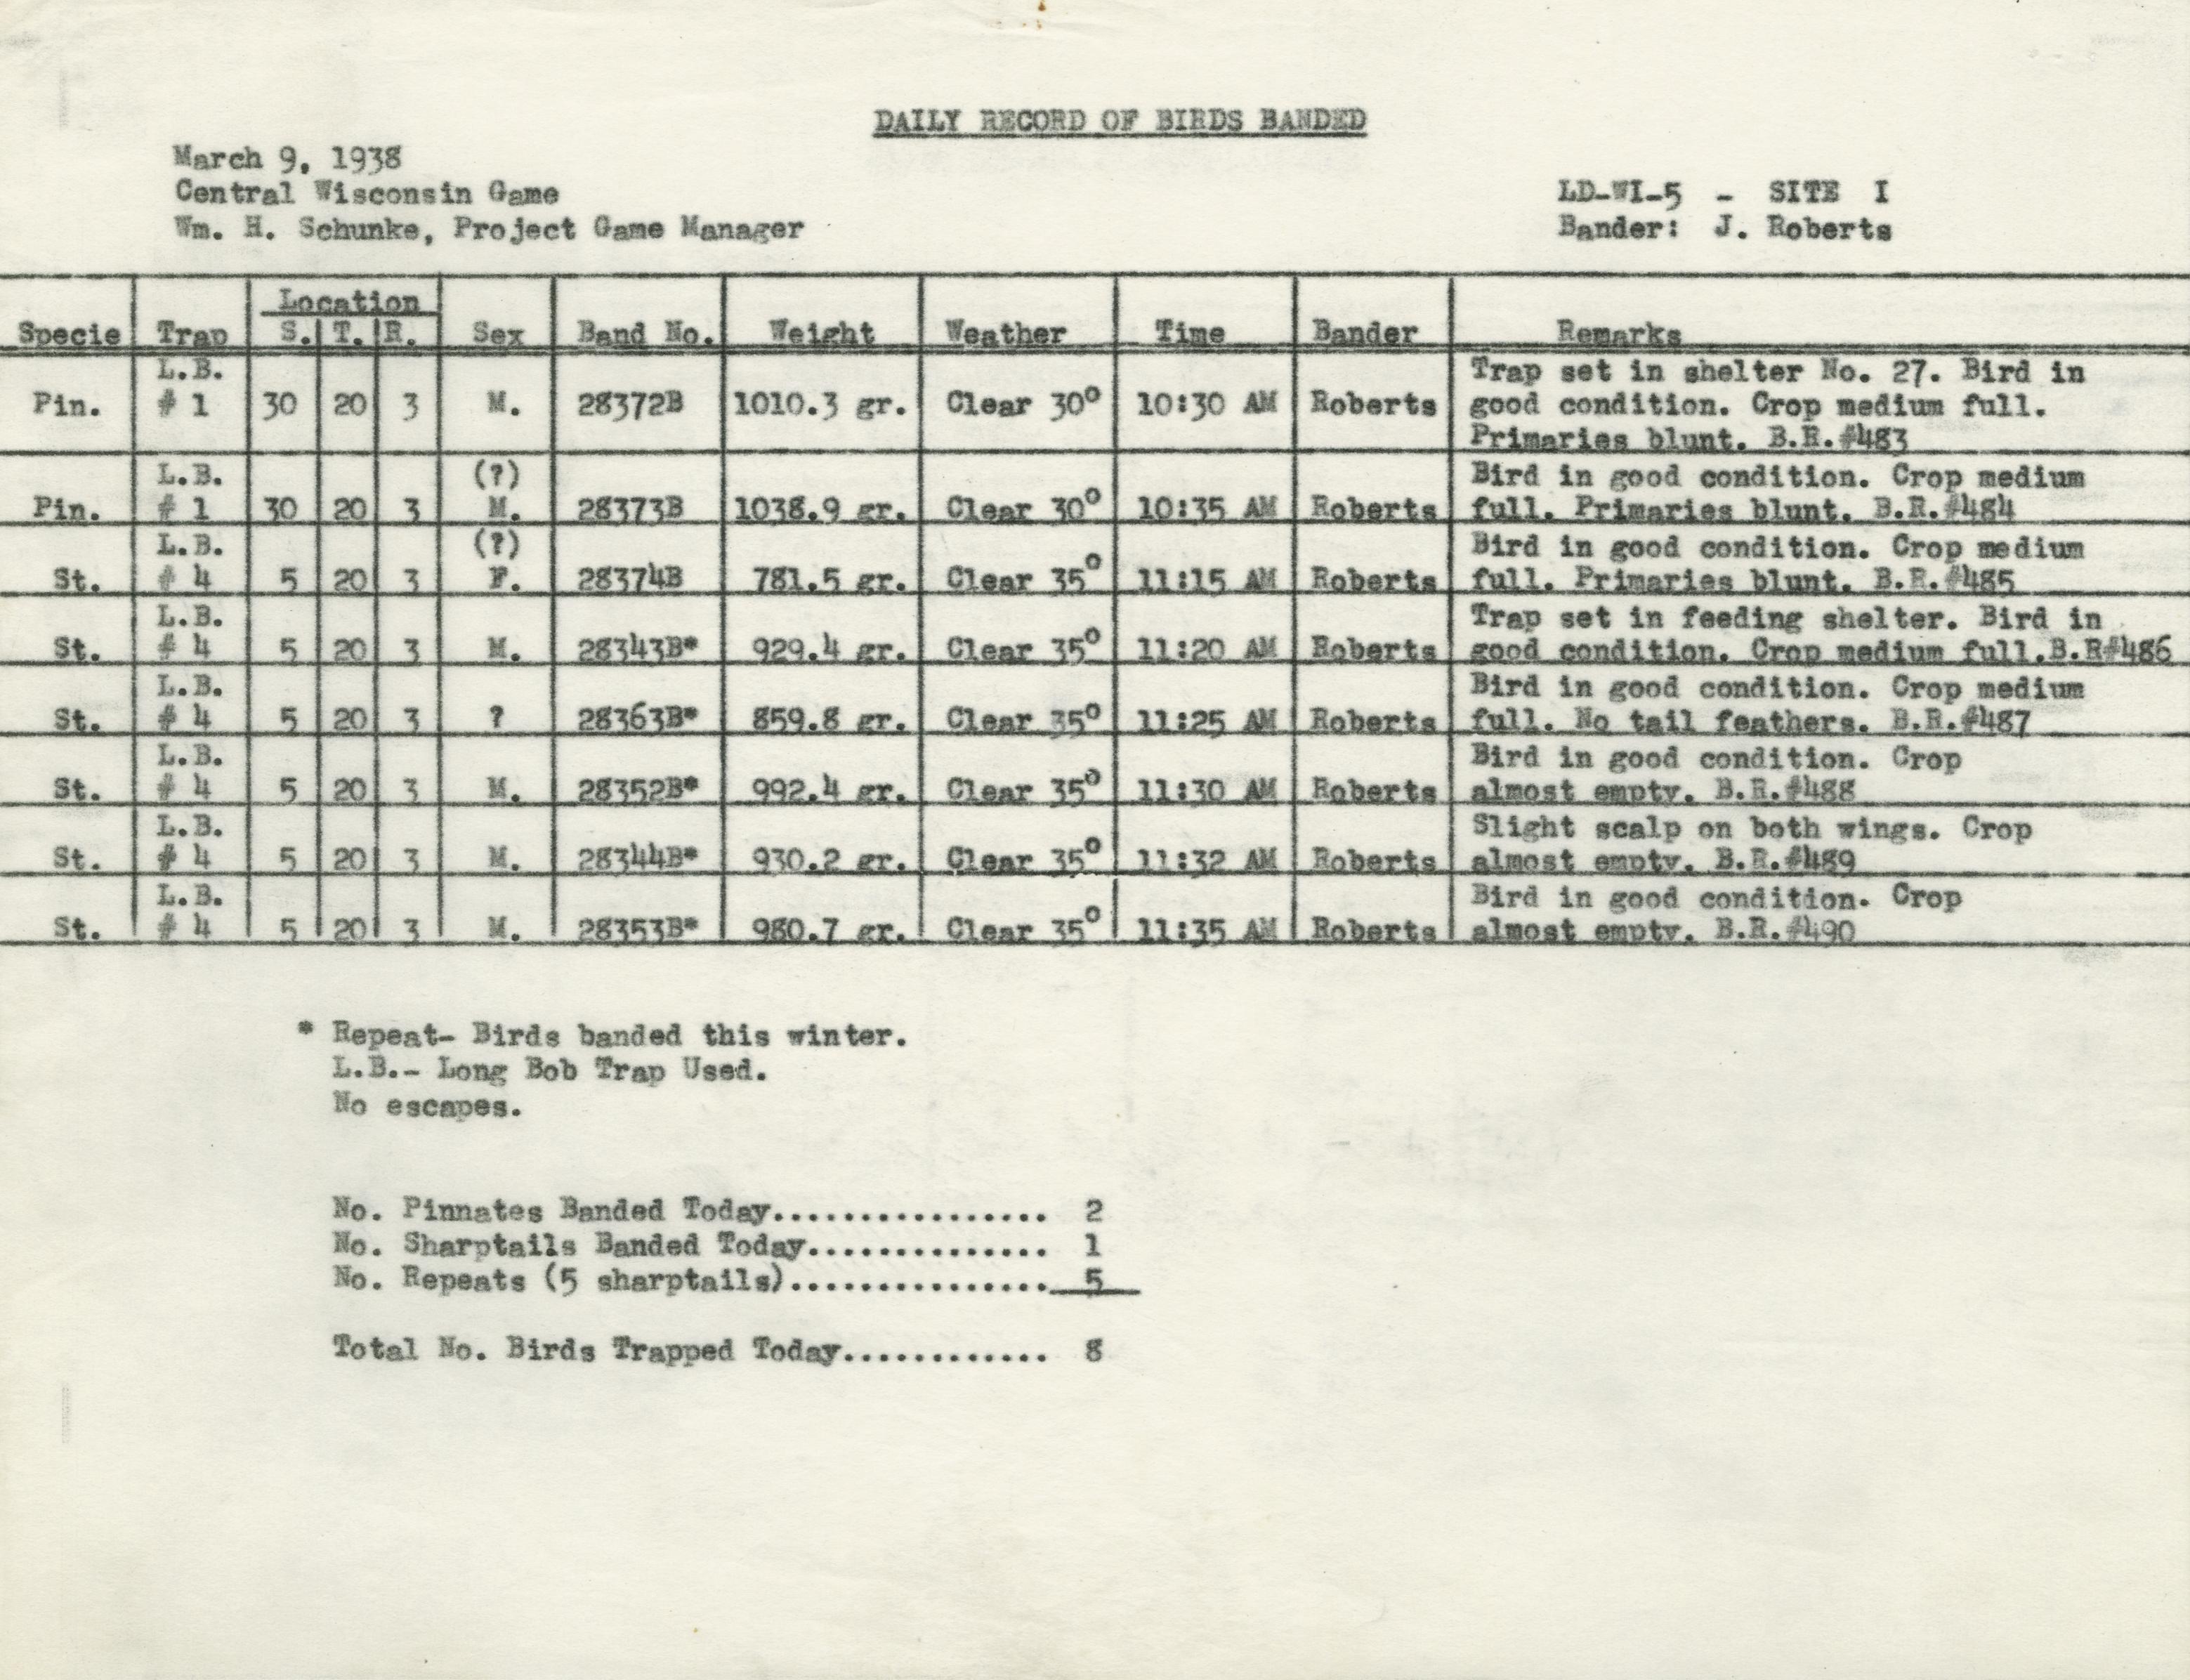 DAILY RECORD OF BIRDS BANDED
March 9, 1938
Central Wisconsin Game
Wm. H. Schunke, Project Game Manager
LD-WI-5 - SITE I
Bander: J. Roberts
Location
Specie Trap S. T. R. Sex Band No. Weight Weather Time Bander Remarks
L.B. Trap set in shelter No. 27. Bird in
Pin. # 1 30 20 3 M. 28372B 1010.3 gr. Clear 30° 10:30 AM Roberts good condition. Crop medium full.
Primaries blunt. B.R.#483
L.B. (?) Bird in good condition. Crop medium
Pin. # 1 30 20 3 M. 28373B 1038.9 gr. Clear 30° 10:35 AM Roberts full. Primaries blunt. B.R.#484
L.B. (?) Bird in good condition. Crop medium
St. # 4 5 20 3 F. 28374B 781.5 gr. Clear 35° 11:15 AM Roberts full. Primaries blunt. B.R.#485
L.B. Trap set in feeding shelter. Bird in
St. # 4 5 20 3 M. 28343B* 929.4 gr. Clear 35° 11:20 AM Roberts good condition. Crop medium full.B.R#486
L.B. Bird in good condition. Crop medium
St. # 4 5 20 3 ? 28363B* 859.8 gr. Clear 35° 11:25 AM Roberts full. No tail feathers. B.R.#487
L.B. Bird in good condition. Crop
St. # 4 5 20 3 M. 28352B* 992.4 gr. Clear 35° 11:30 AM Roberts almost empty. B.R.#488
L.B. Slight scalp on both wings. Crop
St. # 4 5 20 3 M. 28344B* 930.2 gr. Clear 35° 11:32 AM Roberts almost empty. B.R.#489
L.B. Bird in good condition. Crop
St. # 4 5 20 3 M. 28353B* 980.7 gr. Clear 35° 11:35 AM Roberts almost empty. B.R.#490
* Repeat- Birds banded this winter.
L.B.- Long Bob Trap Used.
No escapes.
No. Pinnates Banded Today................ 2
No. Sharptails Banded Today.............. 1
No. Repeats (5 sharptails)............... 5
Total No. Birds Trapped Today............ 8